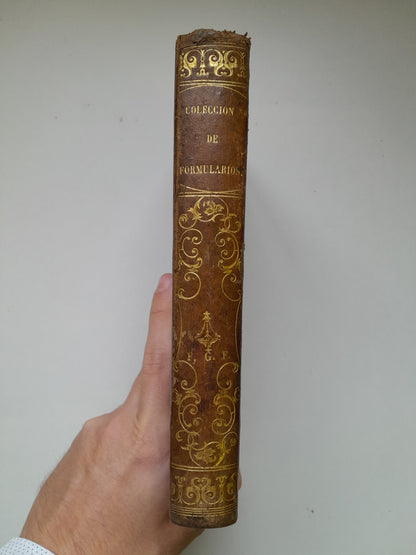 COLECCION
DE
FORMULARIOS.
F. G. F.